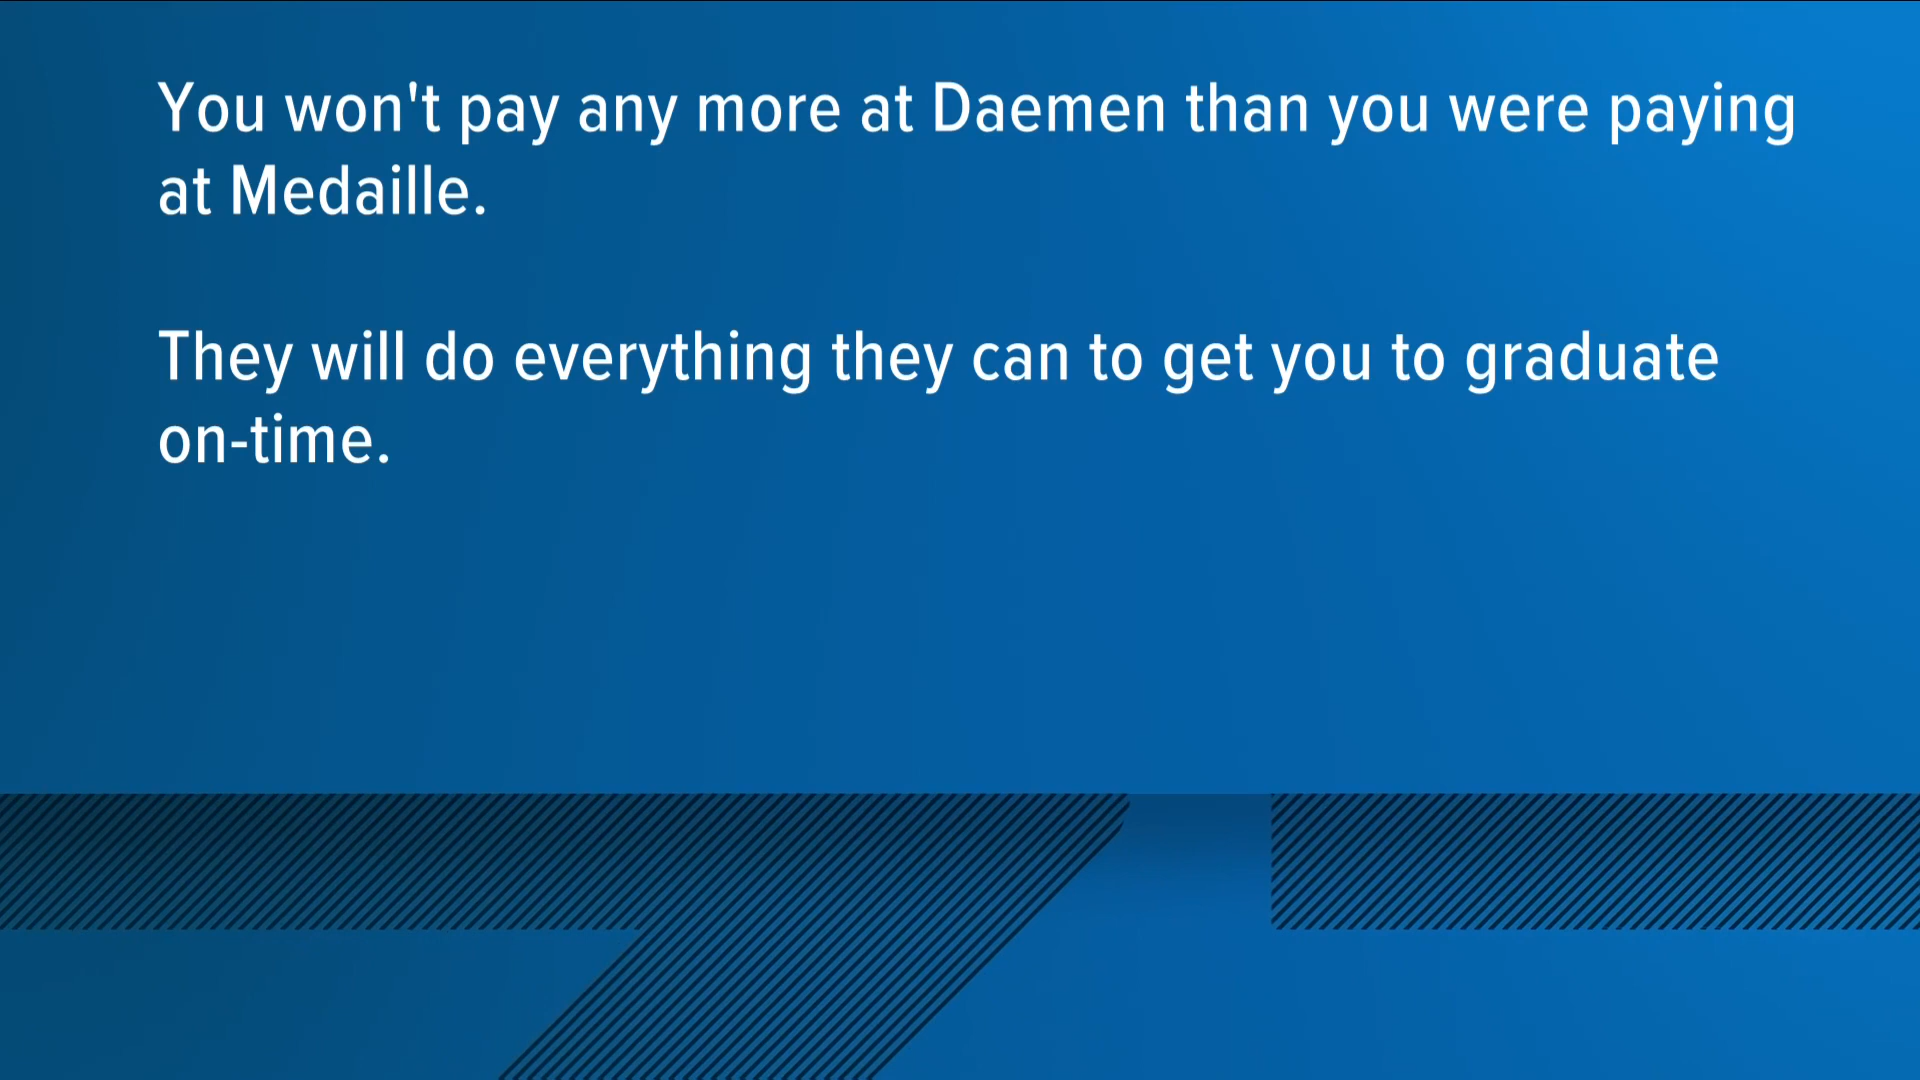 You won't pay any more at Daemen than you were paying
at Medaille.
They will do everything they can to get you to graduate
on-time.